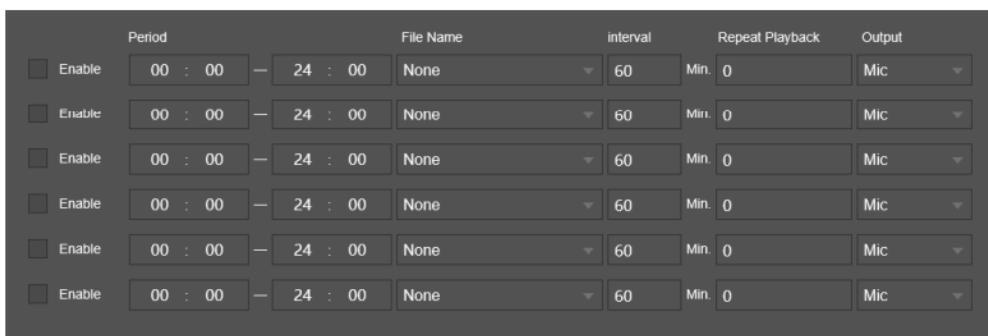 Period File Name interval Repeat Playback Output
Enable 00 : 00 — 24 : 00 None 60 Min. 0 Mic
Enable 00 : 00 — 24 : 00 None 60 Min. 0 Mic
Enable 00 : 00 — 24 : 00 None 60 Min. 0 Mic
Enable 00 : 00 — 24 : 00 None 60 Min. 0 Mic
Enable 00 : 00 — 24 : 00 None 60 Min. 0 Mic
Enable 00 : 00 — 24 : 00 None 60 Min. 0 Mic